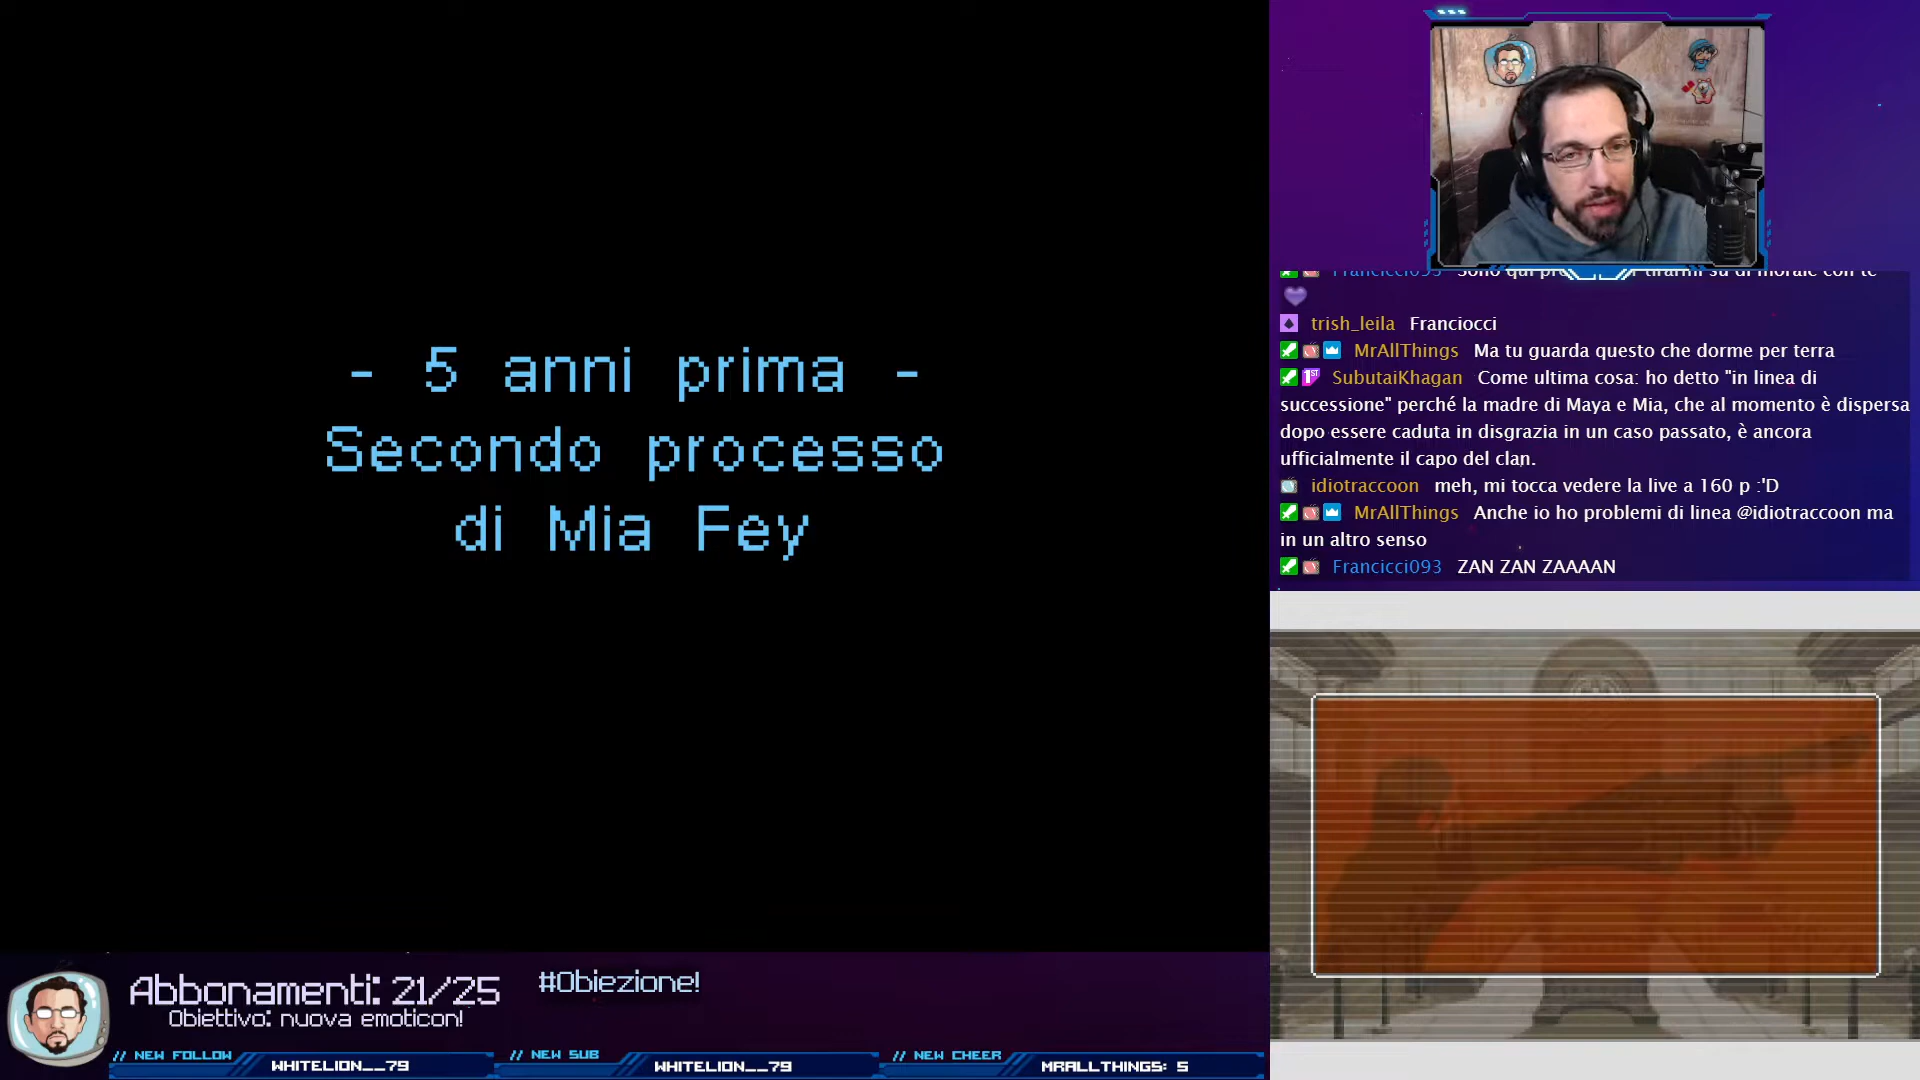 - 5 anni prima -
Secondo processo
di Mia Fey
trish_leila Franciocci
MrAllThings Ma tu guarda questo che dorme per terra
SubutaiKhagan Come ultima cosa: ho detto "in linea di
successione" perché la madre di Maya e Mia, che al momento è dispersa
dopo essere caduta in disgrazia in un caso passato, è ancora
ufficialmente il capo del clan.
idiotraccoon meh, mi tocca vedere la live a 160 p :'D
MrAllThings Anche io ho problemi di linea @idiotraccoon ma
in un altro senso
Francicci093 ZAN ZAN ZAAAAN
Abbonamenti: 21/25
Obiettivo: nuova emoticon!
#Obiezione!
// NEW FOLLOW
WHITELION__79
// NEW SUB
WHITELION__79
// NEW CHEER
MRALLTHINGS: 5